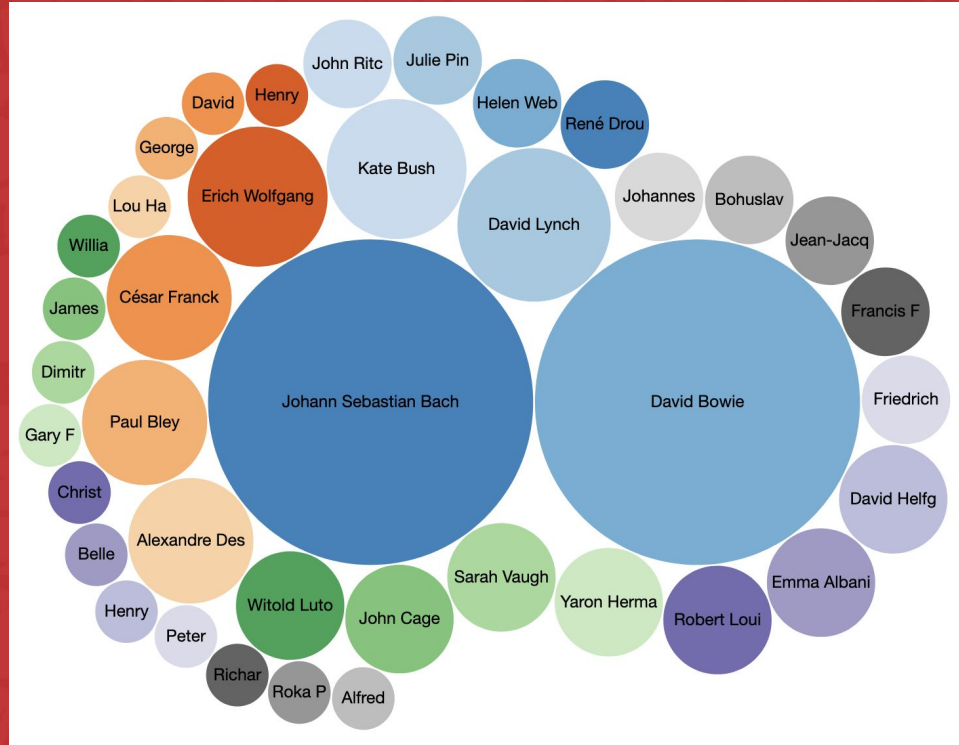 John Ritc
Julie Pin
Helen Web
René Drou
David
Henry
George
Erich Wolfgang
Kate Bush
David Lynch
Johannes
Bohuslav
Lou Ha
Jean-Jacq
Willia
César Franck
James
Francis F
Dimitr
Johann Sebastian Bach
David Bowie
Friedrich
Gary F
Paul Bley
Christ
David Helfg
Belle
Alexandre Des
Sarah Vaugh
Emma Albani
Henry
Witold Luto
John Cage
Yaron Herma
Robert Loui
Peter
Richar
Roka P
Alfred